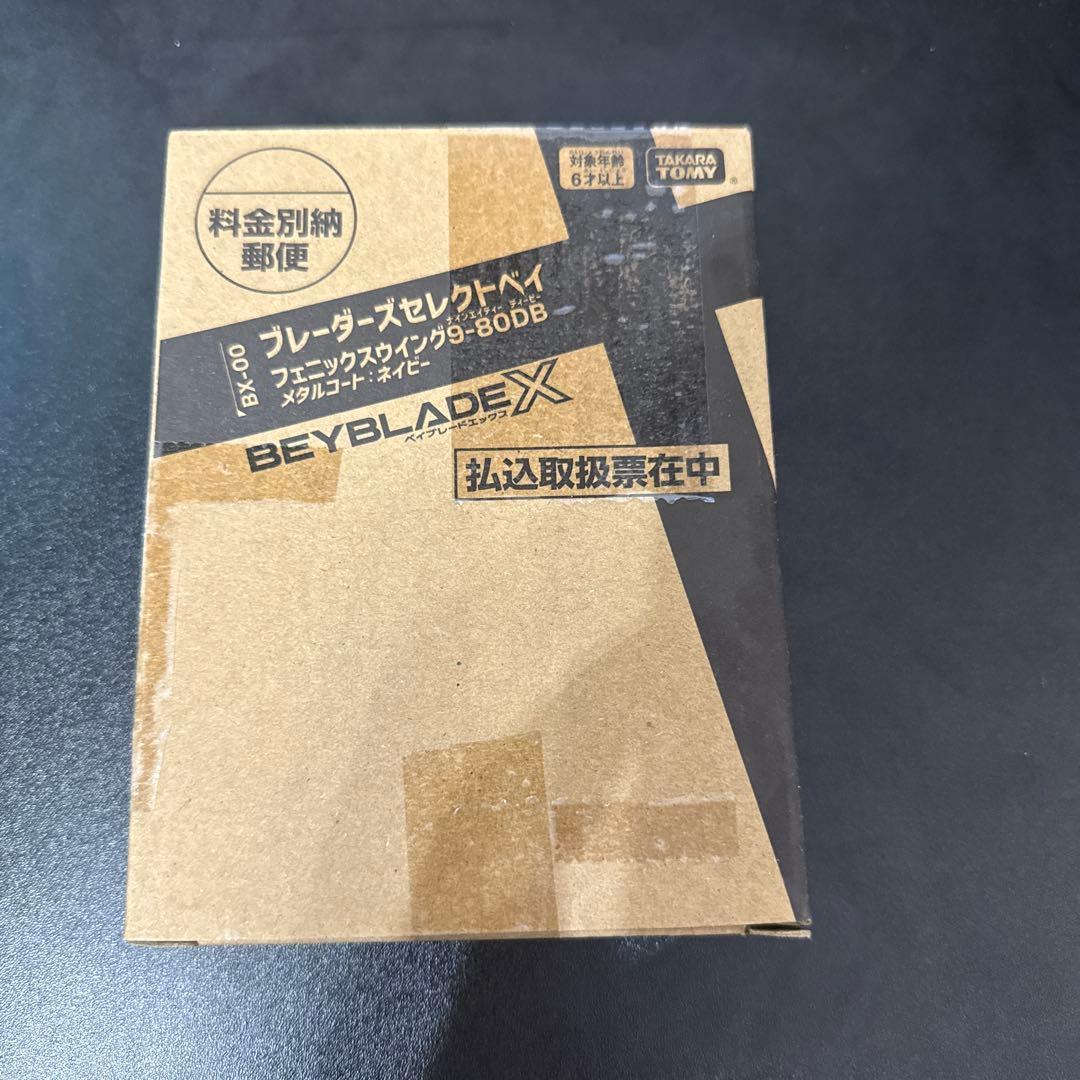 料金別納
郵便
対象年齢
6才以上
TAKARA
TOMY
®
BX-00
ブレーダーズセレクトベイ
ナインエイティー ディービー
フェニックスウイング9-80DB
メタルコート：ネイビー
BEYBLADE X
ベイブレードエックス
払込取扱票在中